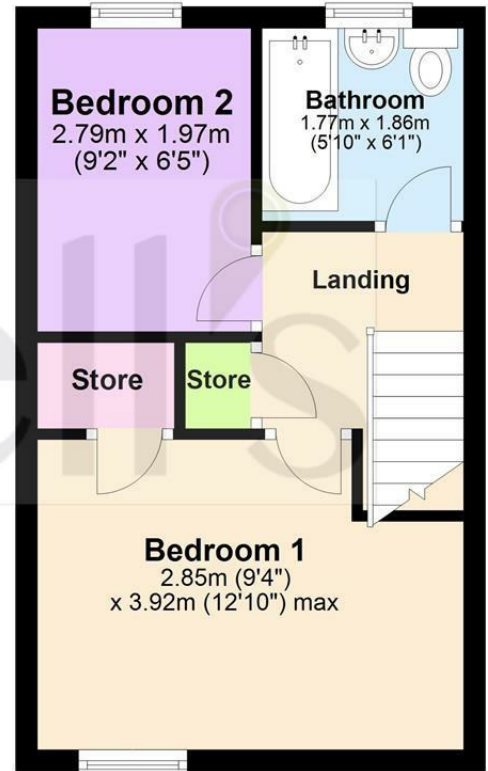 Bedroom 2
2.79m x 1.97m
(9'2" x 6'5")
Bathroom
1.77m x 1.86m
(5'10" x 6'1")
Landing
Store
Store
Bedroom 1
2.85m (9'4")
x 3.92m (12'10") max
ell's